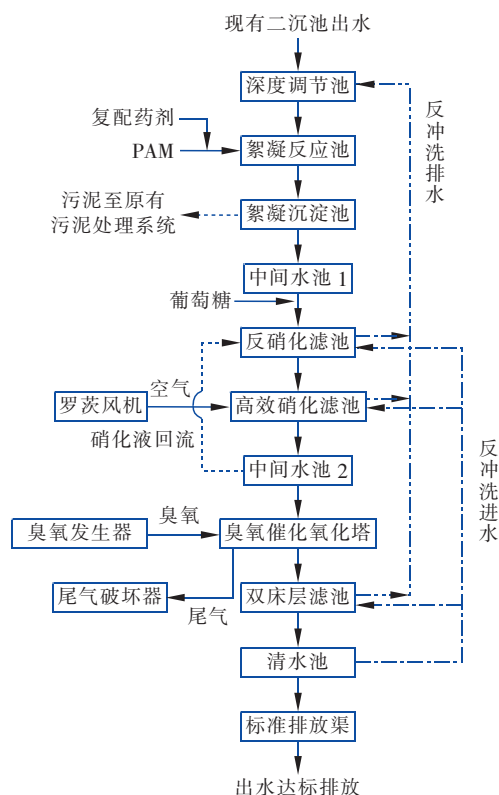 现有二沉池出水
深度调节池
复配药剂
PAM
絮凝反应池
反冲洗排水
污泥至原有
污泥处理系统
絮凝沉淀池
中间水池 1
葡萄糖
反硝化滤池
空气
罗茨风机
高效硝化滤池
硝化液回流
中间水池 2
反冲洗进水
臭氧
臭氧发生器
臭氧催化氧化塔
尾气破坏器
尾气
双床层滤池
清水池
标准排放渠
出水达标排放